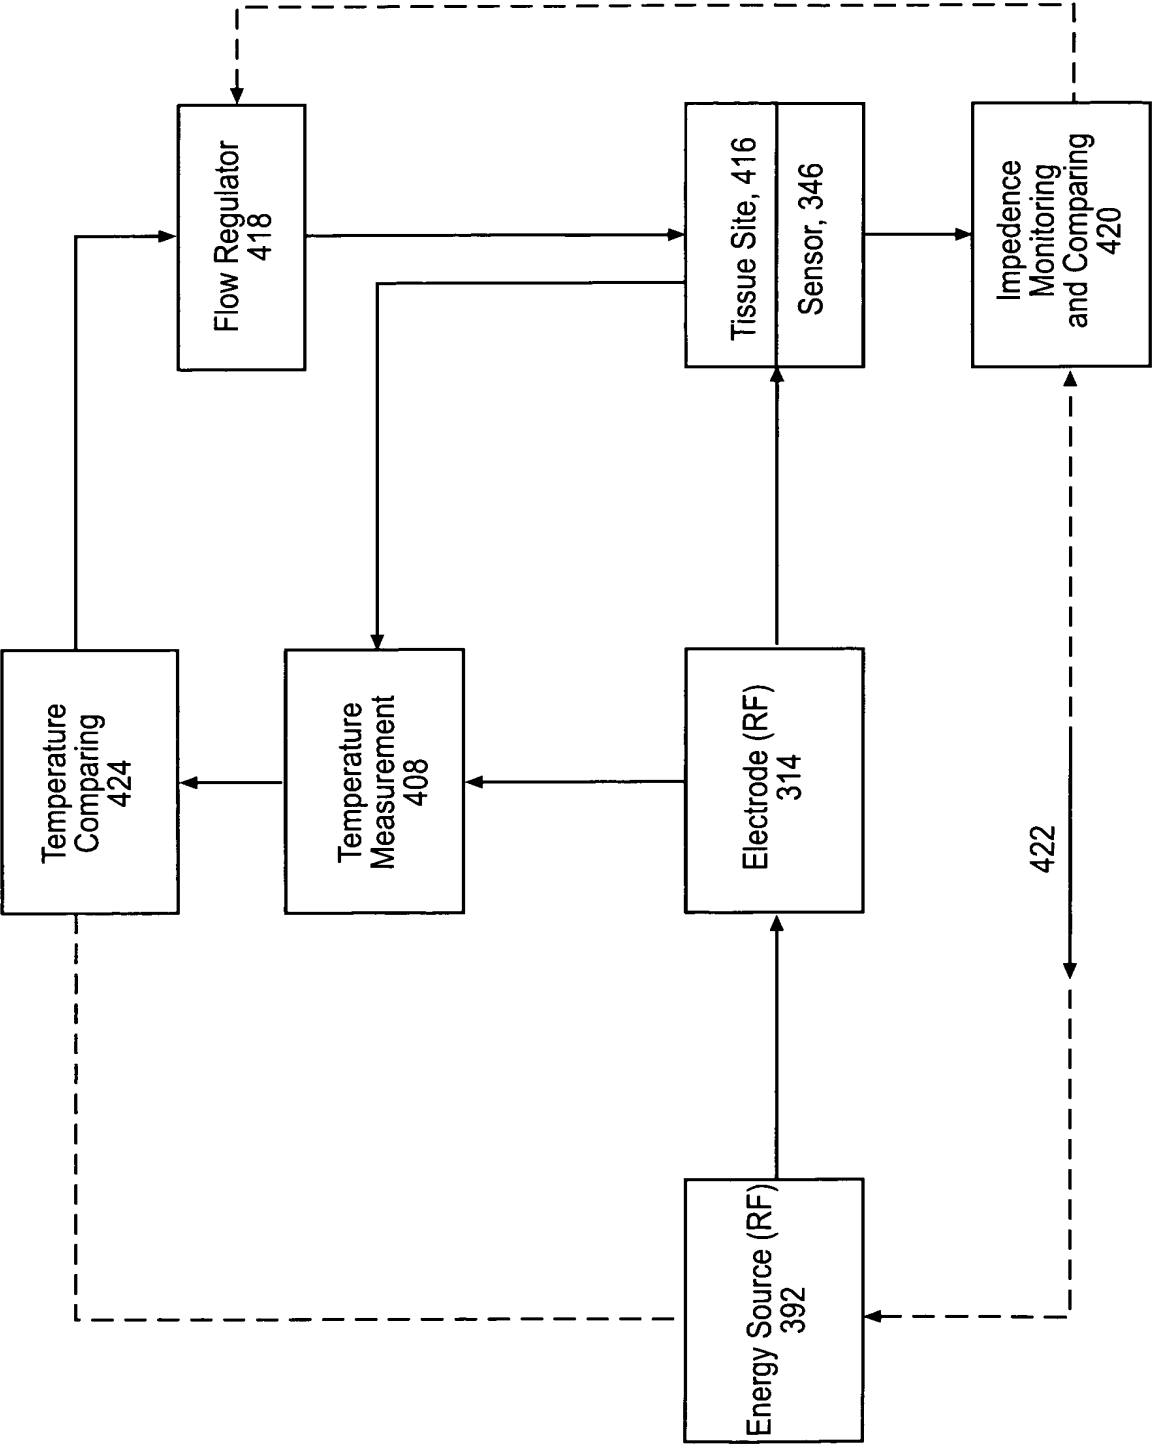 Energy Source (RF)
392
Temperature
Comparing
424
Temperature
Measurement
408
Electrode (RF)
314
422
Flow Regulator
418
Tissue Site, 416
Sensor, 346
Impedence
Monitoring
and Comparing
420